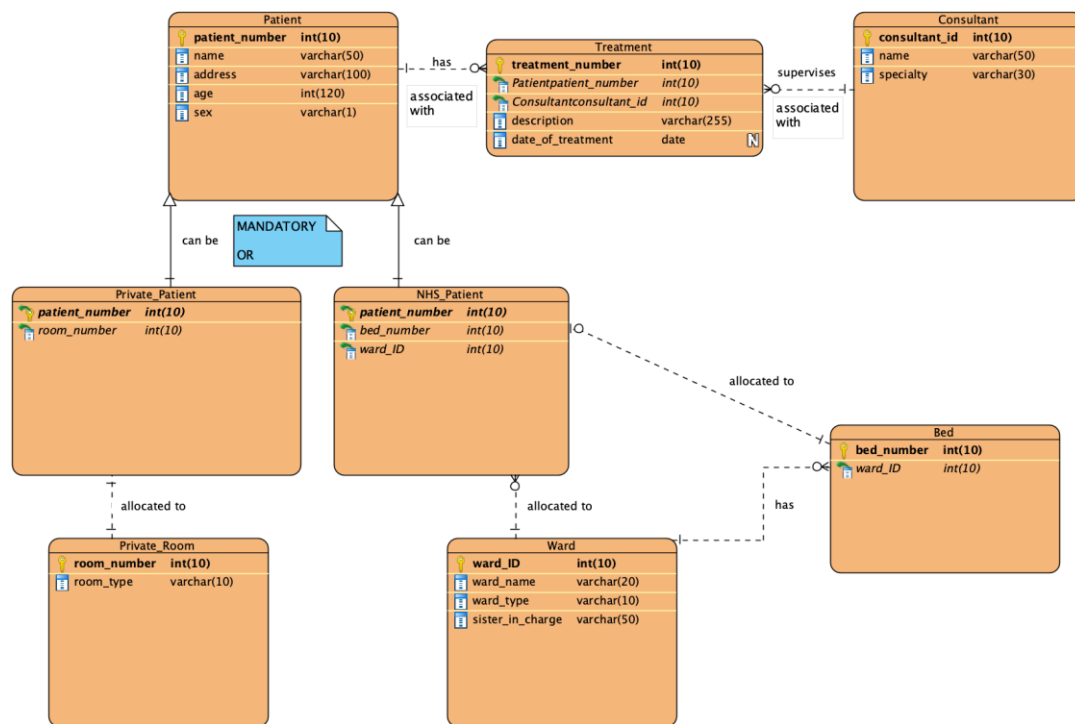 Patient
patient_number int(10)
name varchar(50)
address varchar(100)
age int(120)
sex varchar(1)
has
associated
with
Treatment
treatment_number int(10)
Patientpatient_number int(10)
Consultantconsultant_id int(10)
description varchar(255)
date_of_treatment date N
supervises
associated
with
Consultant
consultant_id int(10)
name varchar(50)
specialty varchar(30)
can be
MANDATORY
OR
can be
Private_Patient
patient_number int(10)
room_number int(10)
NHS_Patient
patient_number int(10)
bed_number int(10)
ward_ID int(10)
allocated to
Bed
bed_number int(10)
ward_ID int(10)
allocated to
allocated to
has
Private_Room
room_number int(10)
room_type varchar(10)
Ward
ward_ID int(10)
ward_name varchar(20)
ward_type varchar(10)
sister_in_charge varchar(50)